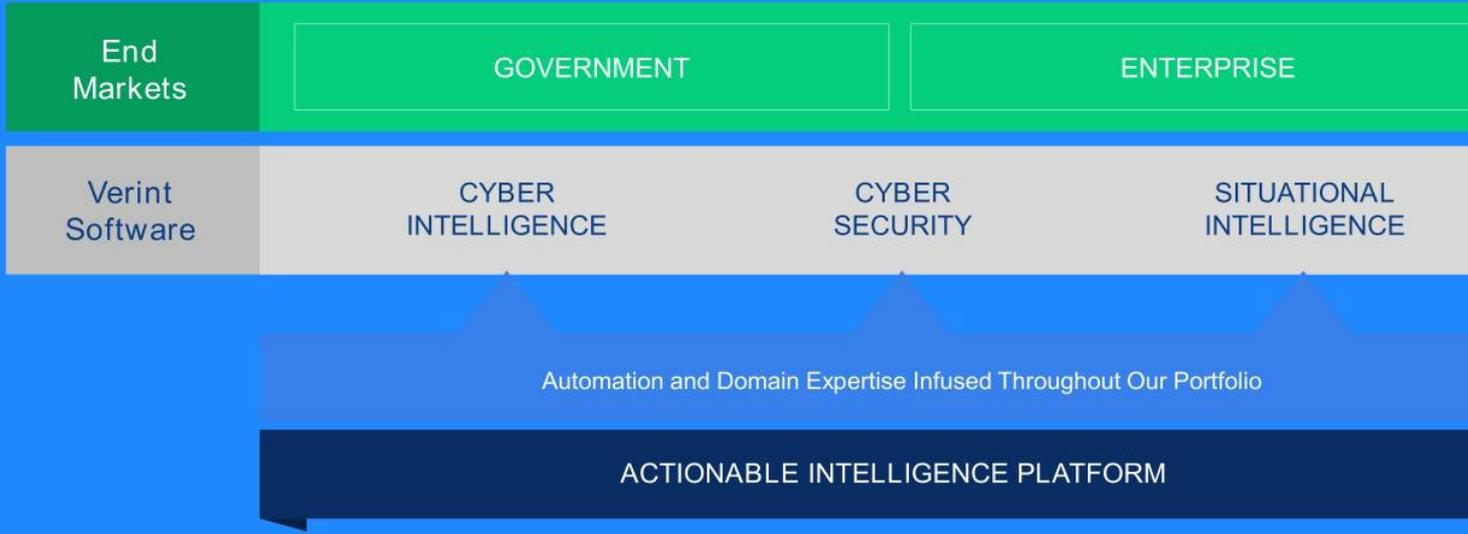 End
Markets
GOVERNMENT
ENTERPRISE
Verint
Software
CYBER
INTELLIGENCE
CYBER
SECURITY
SITUATIONAL
INTELLIGENCE
Automation and Domain Expertise Infused Throughout Our Portfolio
ACTIONABLE INTELLIGENCE PLATFORM